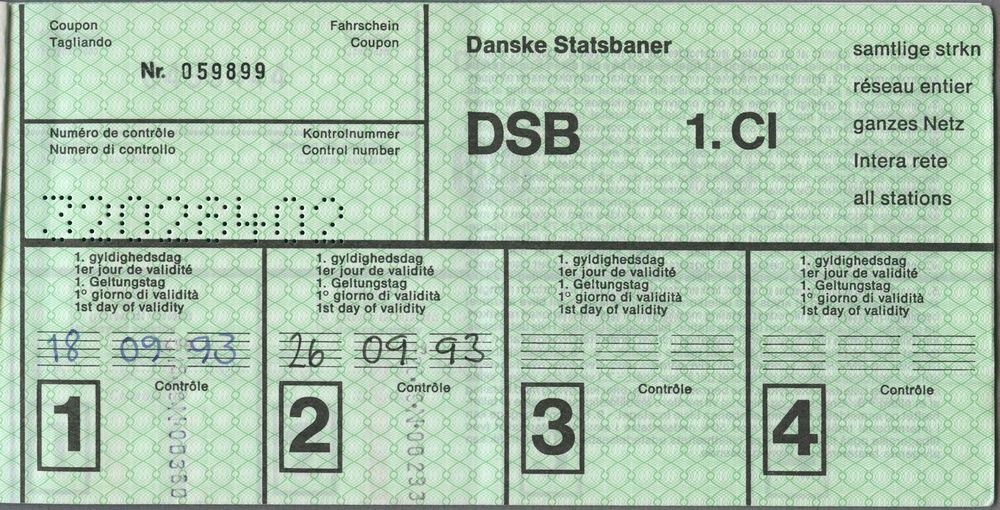 Coupon Fahrschein
Tagliando Coupon
Nr. 059899
Numéro de contrôle Kontrolnummer
Numero di controllo Control number
32028402
Danske Statsbaner
DSB 1. Cl
samtlige strkn
réseau entier
ganzes Netz
Intera rete
all stations
1. gyldighedsdag
1er jour de validité
1. Geltungstag
1º giorno di validità
1st day of validity
18 09 93
Contrôle
1
1. gyldighedsdag
1er jour de validité
1. Geltungstag
1º giorno di validità
1st day of validity
26 09 93
Contrôle
2
1. gyldighedsdag
1er jour de validité
1. Geltungstag
1º giorno di validità
1st day of validity
Contrôle
3
1. gyldighedsdag
1er jour de validité
1. Geltungstag
1º giorno di validità
1st day of validity
Contrôle
4